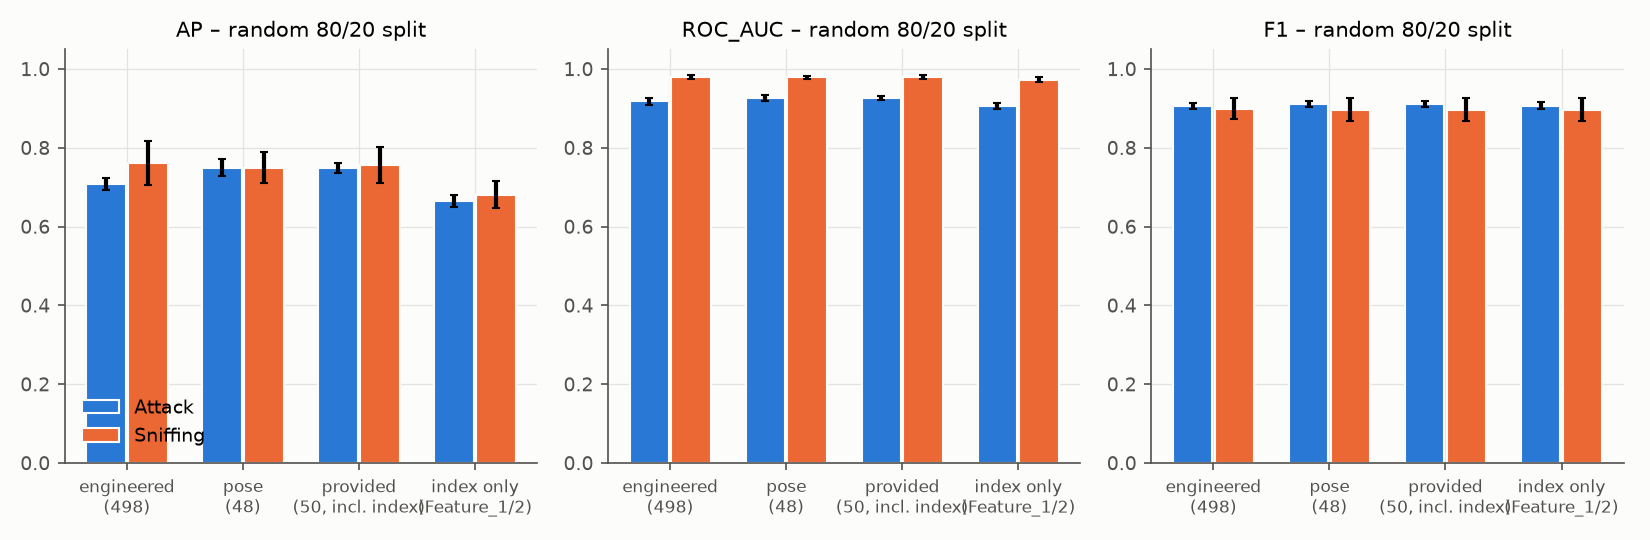 AP – random 80/20 split
1.0
0.8
0.6
0.4
0.2
0.0
Attack
Sniffing
engineered
(498)
pose
(48)
provided
(50, incl. index)
index only
(Feature_1/2)
ROC_AUC – random 80/20 split
1.0
0.8
0.6
0.4
0.2
0.0
engineered
(498)
pose
(48)
provided
(50, incl. index)
index only
(Feature_1/2)
F1 – random 80/20 split
1.0
0.8
0.6
0.4
0.2
0.0
engineered
(498)
pose
(48)
provided
(50, incl. index)
index only
(Feature_1/2)